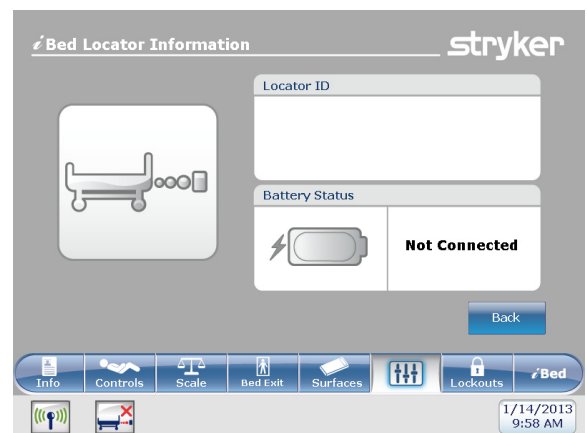 iBed Locator Information
stryker
Locator ID
Battery Status
Not Connected
Back
Info
Controls
Scale
Bed Exit
Surfaces
Lockouts
iBed
1/14/2013
9:58 AM